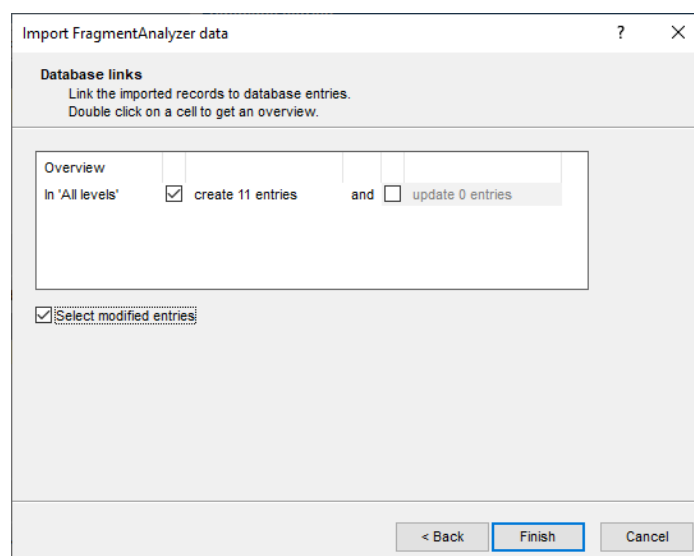 Import FragmentAnalyzer data ?
Database links
Link the imported records to database entries.
Double click on a cell to get an overview.
Overview
In 'All levels' create 11 entries and update 0 entries
Select modified entries
< Back Finish Cancel